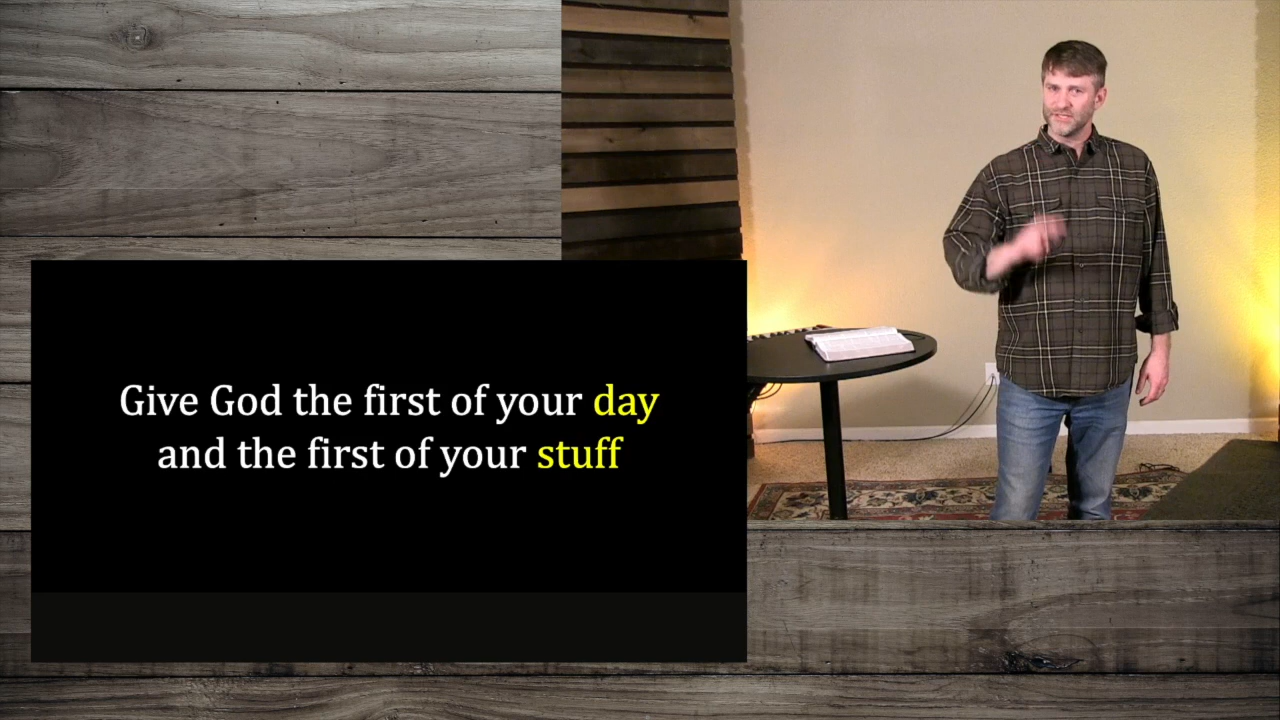 Give God the first of your day
and the first of your stuff